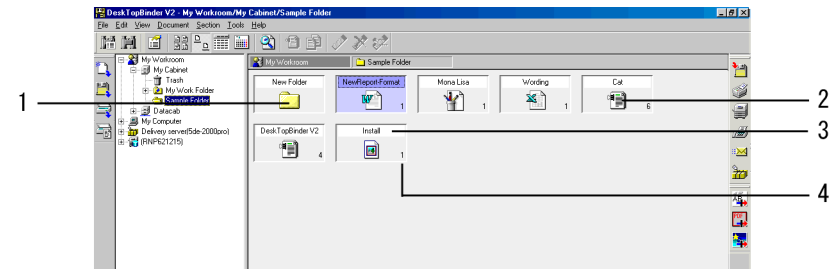 DeskTopBinder V2 - My Workroom/My Cabinet/Sample Folder
File Edit View Document Section Tools Help
My Workroom
My Cabinet
Trash
My Work Folder
Sample Folder
Datacab
My Computer
Delivery server(5de-2000pro)
(RNP621215)
My Workroom Sample Folder
New Folder NewReport-Format Mona Lisa Wording Cat
1 1 1 6
DeskTopBinder V2 Install
4 1
1
2
3
4